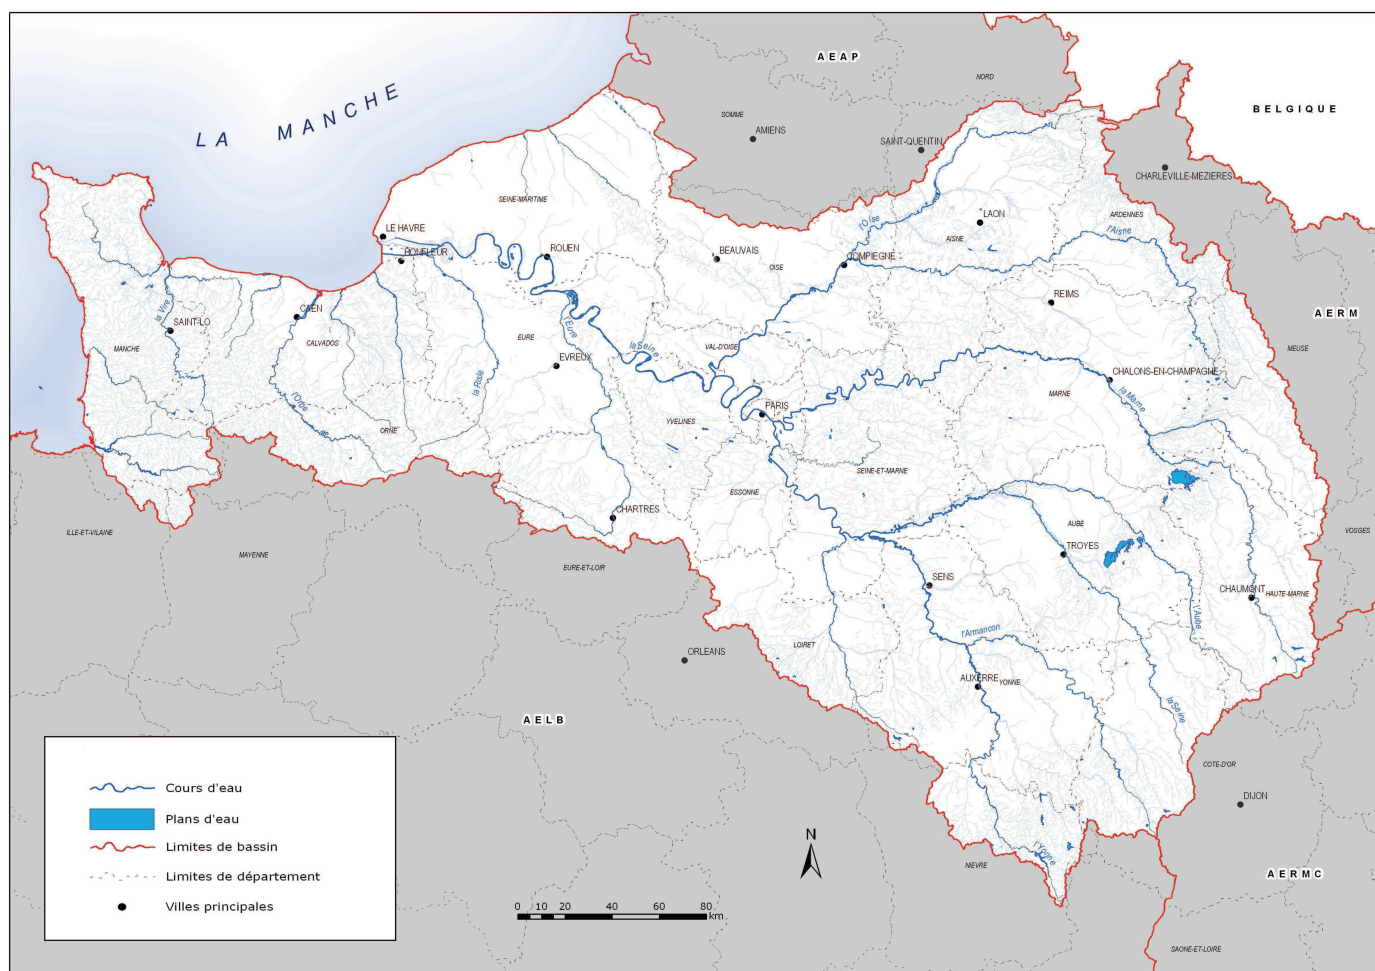 AEAP
NORD
BELGIQUE
LA MANCHE
SOMME
AMIENS
SAINT-QUENTIN
CHARLEVILLE-MEZIERES
SEINE-MARITIME
LAON
ARDENNES
l'Oise
l'Aisne
AISNE
LE HAVRE
HONFLEUR
ROUEN
BEAUVAIS
OISE
COMPIEGNE
REIMS
AERM
la Vire
SAINT-LO
CAEN
CALVADOS
MANCHE
EURE
l'Eure
EVREUX
la Seine
VAL-D'OISE
MEUSE
CHALONS-EN-CHAMPAGNE
la Risle
MARNE
la Marne
l'Orne
ORNE
PARIS
YVELINES
SEINE-ET-MARNE
ESSONNE
CHARTRES
AUBE
TROYES
VOSGES
ILLE-ET-VILAINE
MAYENNE
EURE-ET-LOIR
SENS
CHAUMONT
HAUTE-MARNE
l'Aube
l'Armancon
LOIRET
ORLEANS
AUXERRE
YONNE
la Seine
AELB
COTE-D'OR
DIJON
l'Yonne
NIEVRE
AERMC
SAONE-ET-LOIRE
Cours d'eau
Plans d'eau
Limites de bassin
Limites de département
Villes principales
N
0 10 20 40 60 80
km